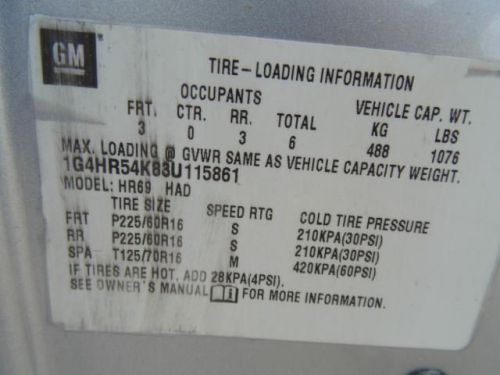 GM
TIRE-LOADING INFORMATION
OCCUPANTS VEHICLE CAP. WT.
FRT. CTR. RR. TOTAL KG LBS
3 0 3 6 488 1076
MAX. LOADING @ GVWR SAME AS VEHICLE CAPACITY WEIGHT.
1G4HR54K83U115861
MODEL: HR69 HAD
TIRE SIZE SPEED RTG COLD TIRE PRESSURE
FRT P225/60R16 S 210KPA(30PSI)
RR P225/60R16 S 210KPA(30PSI)
SPA T125/70R16 M 420KPA(60PSI)
IF TIRES ARE HOT, ADD 28KPA(4PSI).
SEE OWNER'S MANUAL FOR MORE INFORMATION.